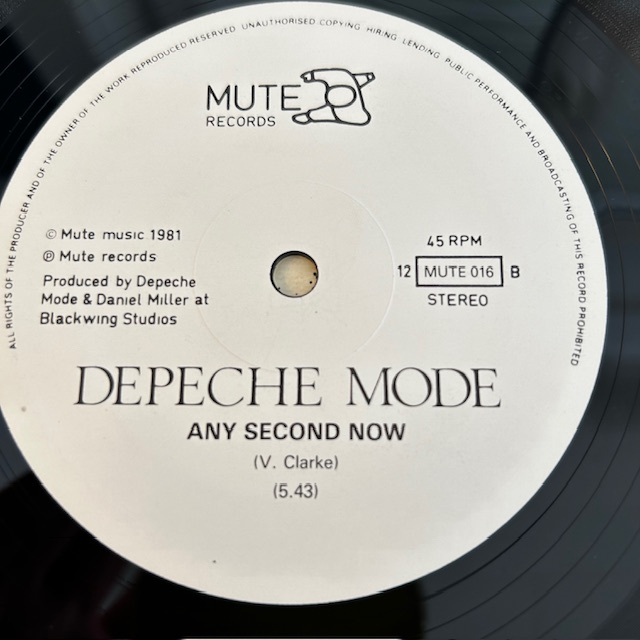 ALL RIGHTS OF THE PRODUCER AND OF THE OWNER OF THE WORK REPRODUCED RESERVED UNAUTHORISED COPYING HIRING LENDING PUBLIC PERFORMANCE AND BROADCASTING OF THIS RECORD PROHIBITED
MUTE
RECORDS
© Mute music 1981
℗ Mute records
Produced by Depeche
Mode & Daniel Miller at
Blackwing Studios
45 RPM
12 MUTE 016 B
STEREO
DEPECHE MODE
ANY SECOND NOW
(V. Clarke)
(5.43)